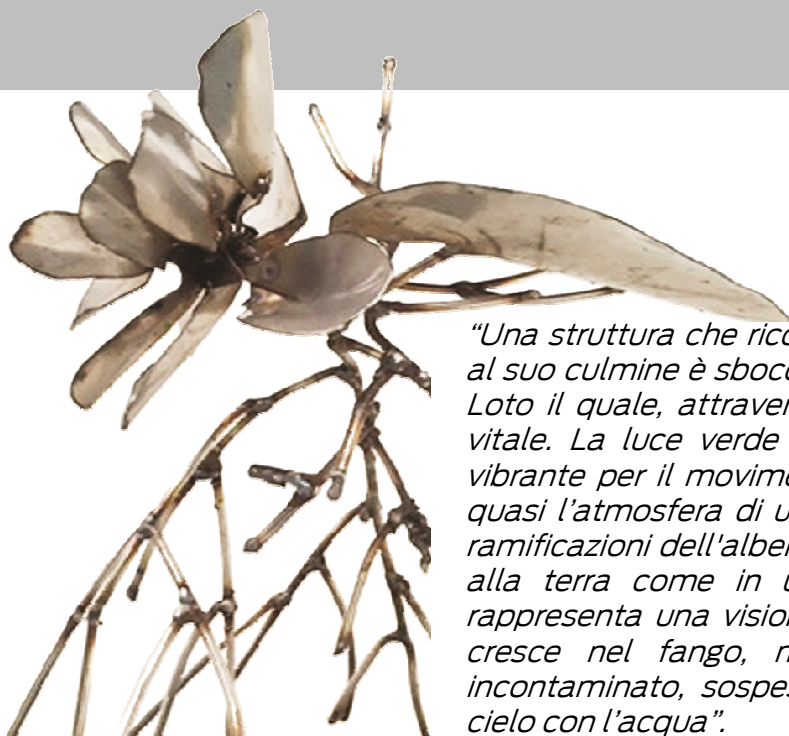 “Una struttura che rico
al suo culmine è sbocc
Loto il quale, attraver
vitale. La luce verde
vibrante per il movime
quasi l’atmosfera di u
ramificazioni dell'alber
alla terra come in u
rappresenta una vision
cresce nel fango, n
incontaminato, sospes
cielo con l’acqua”.